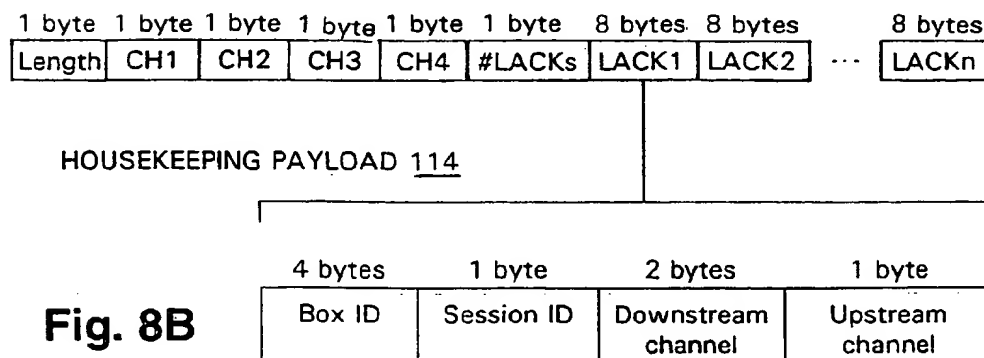 1 byte 1 byte 1 byte 1 byte 1 byte 1 byte 8 bytes 8 bytes 8 bytes
Length CH1 CH2 CH3 CH4 #LACKs LACK1 LACK2 ... LACKn
HOUSEKEEPING PAYLOAD 114
4 bytes 1 byte 2 bytes 1 byte
Box ID Session ID Downstream channel Upstream channel
Fig. 8B